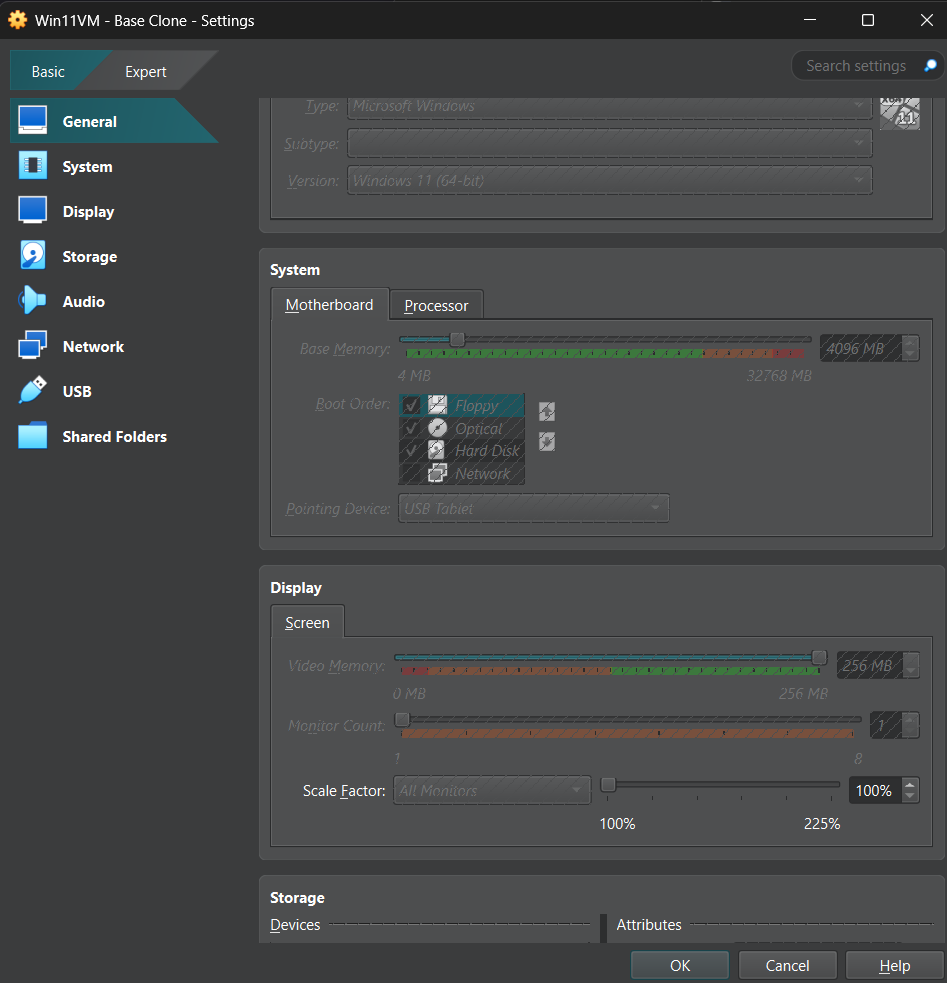 Win11VM - Base Clone - Settings
Basic
Expert
Search settings
General
System
Display
Storage
Audio
Network
USB
Shared Folders
Type: Microsoft Windows
11
Subtype:
Version: Windows 11 (64-bit)
System
Motherboard
Processor
Base Memory: 4096 MB
4 MB 32768 MB
Boot Order: Floppy
Optical
Hard Disk
Network
Pointing Device: USB Tablet
Display
Screen
Video Memory: 256 MB
0 MB 256 MB
Monitor Count: 1
1 8
Scale Factor: All Monitors 100%
100% 225%
Storage
Devices
Attributes
OK
Cancel
Help